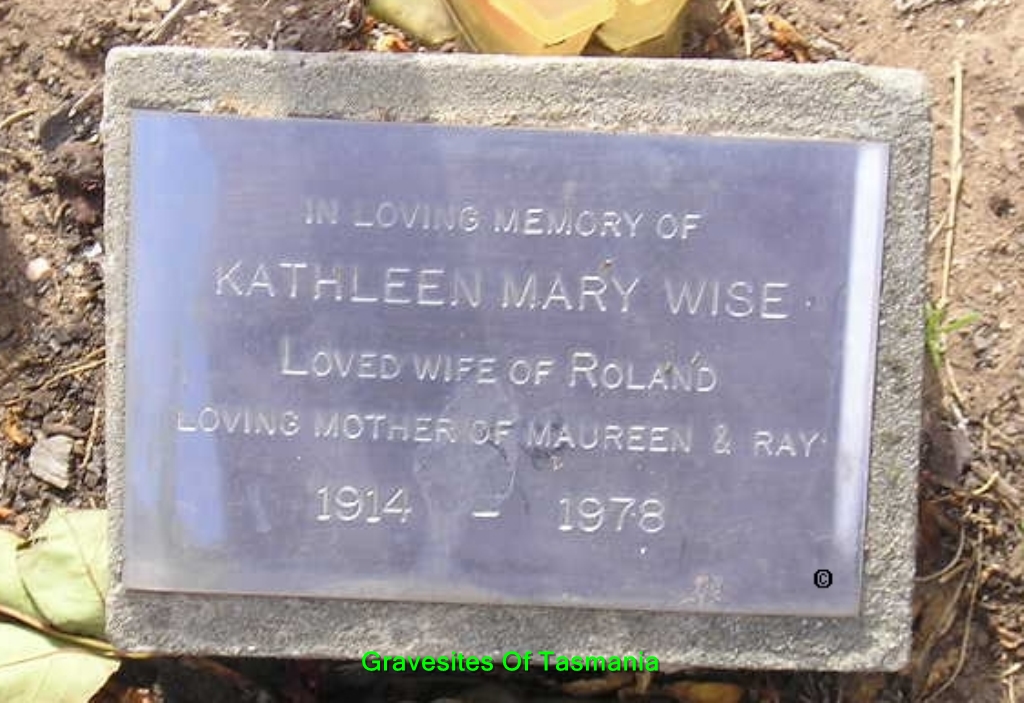 IN LOVING MEMORY OF
KATHLEEN MARY WISE
LOVED WIFE OF ROLAND
LOVING MOTHER OF MAUREEN & RAY
1914 – 1978
©
Gravesites Of Tasmania